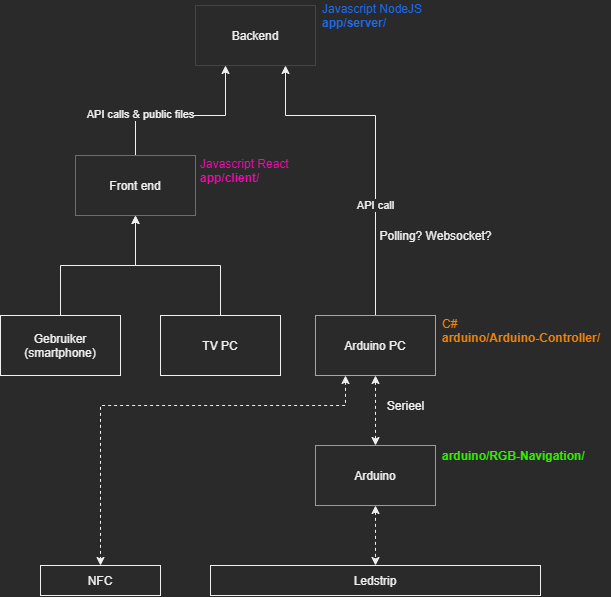 Javascript NodeJS
app/server/
Backend
API calls & public files
Javascript React
app/client/
Front end
API call
Polling? Websocket?
Gebruiker
(smartphone)
TV PC
Arduino PC
C#
arduino/Arduino-Controller/
Serieel
Arduino
arduino/RGB-Navigation/
NFC
Ledstrip